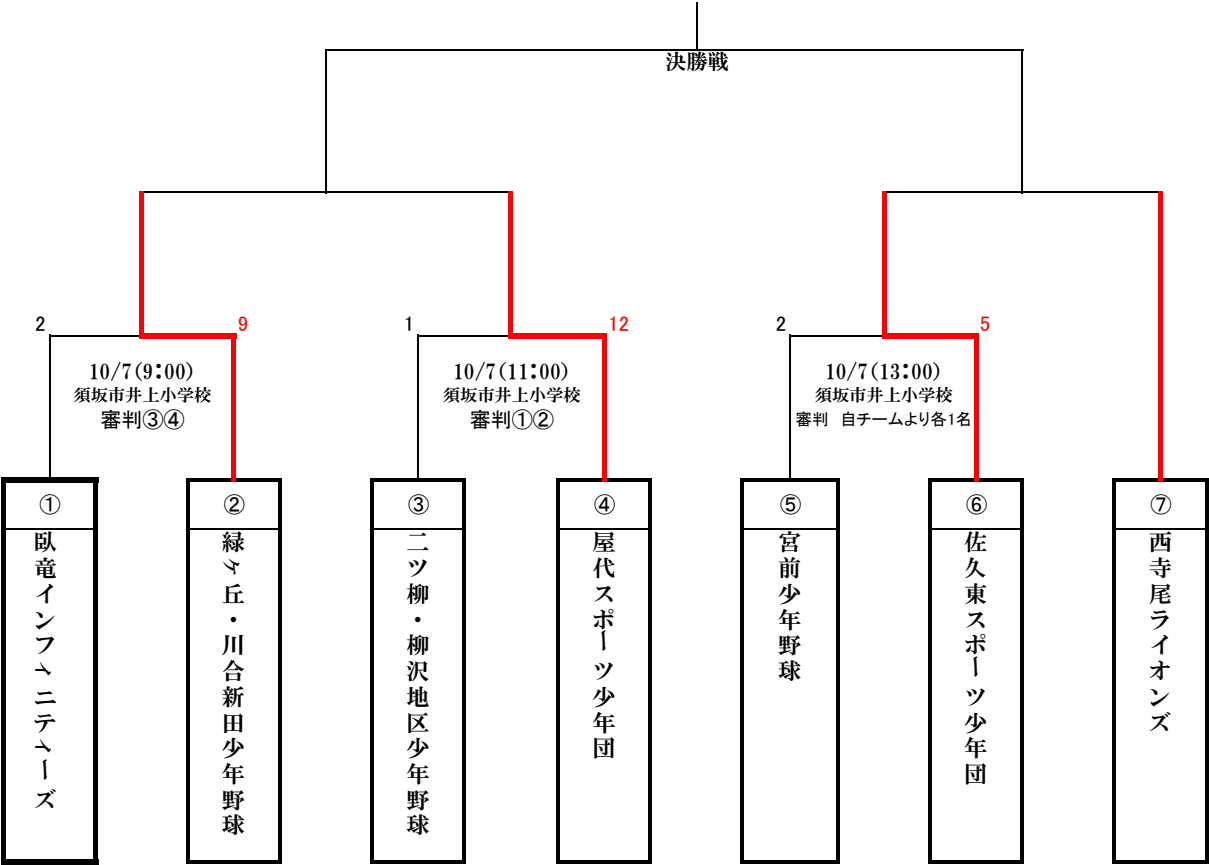 決勝戦
2
9
1
12
2
5
10/7(9:00)
須坂市井上小学校
審判③④
10/7(11:00)
須坂市井上小学校
審判①②
10/7(13:00)
須坂市井上小学校
審判　自チームより各1名
①
臥竜インフィニティーズ
②
緑ヶ丘・川合新田少年野球
③
二ツ柳・柳沢地区少年野球
④
屋代スポーツ少年団
⑤
宮前少年野球
⑥
佐久東スポーツ少年団
⑦
西寺尾ライオンズ